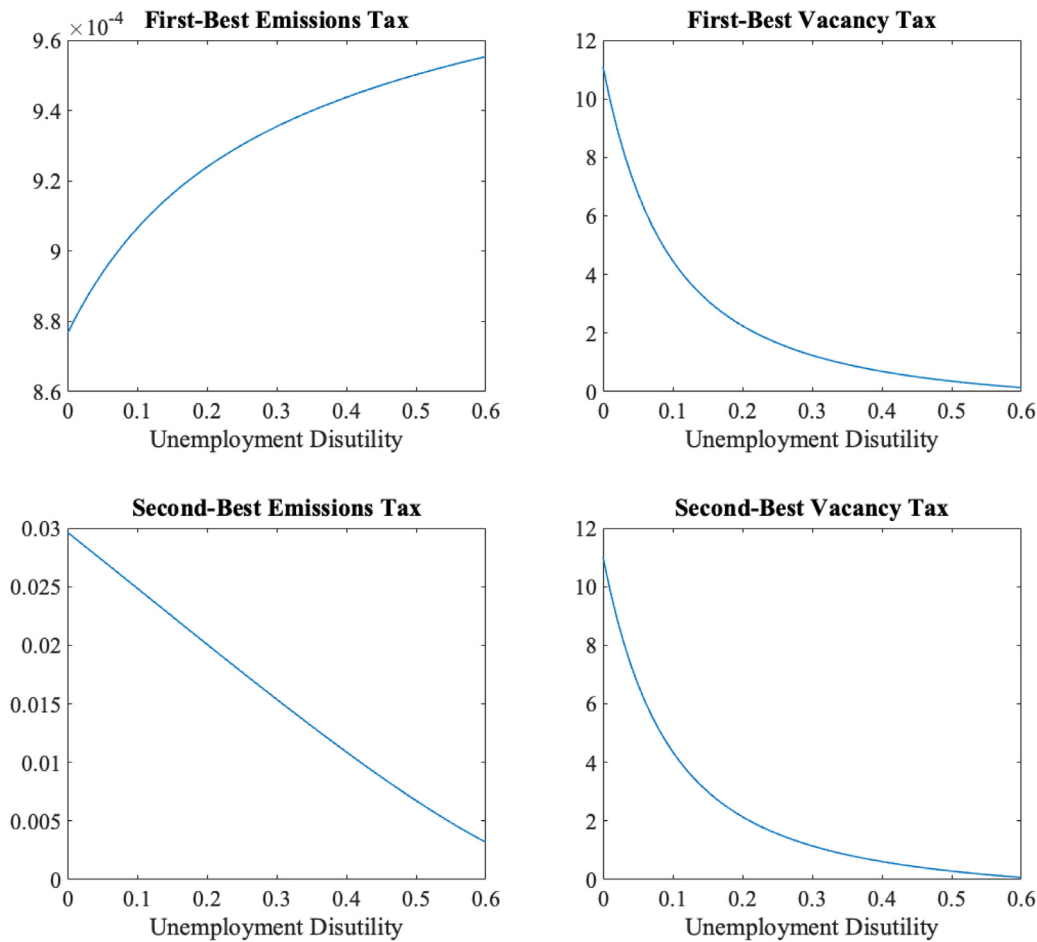 First-Best Emissions Tax
×10⁻⁴
9.6
9.4
9.2
9
8.8
8.6
0 0.1 0.2 0.3 0.4 0.5 0.6
Unemployment Disutility
First-Best Vacancy Tax
12
10
8
6
4
2
0
0 0.1 0.2 0.3 0.4 0.5 0.6
Unemployment Disutility
Second-Best Emissions Tax
0.03
0.025
0.02
0.015
0.01
0.005
0
0 0.1 0.2 0.3 0.4 0.5 0.6
Unemployment Disutility
Second-Best Vacancy Tax
12
10
8
6
4
2
0
0 0.1 0.2 0.3 0.4 0.5 0.6
Unemployment Disutility